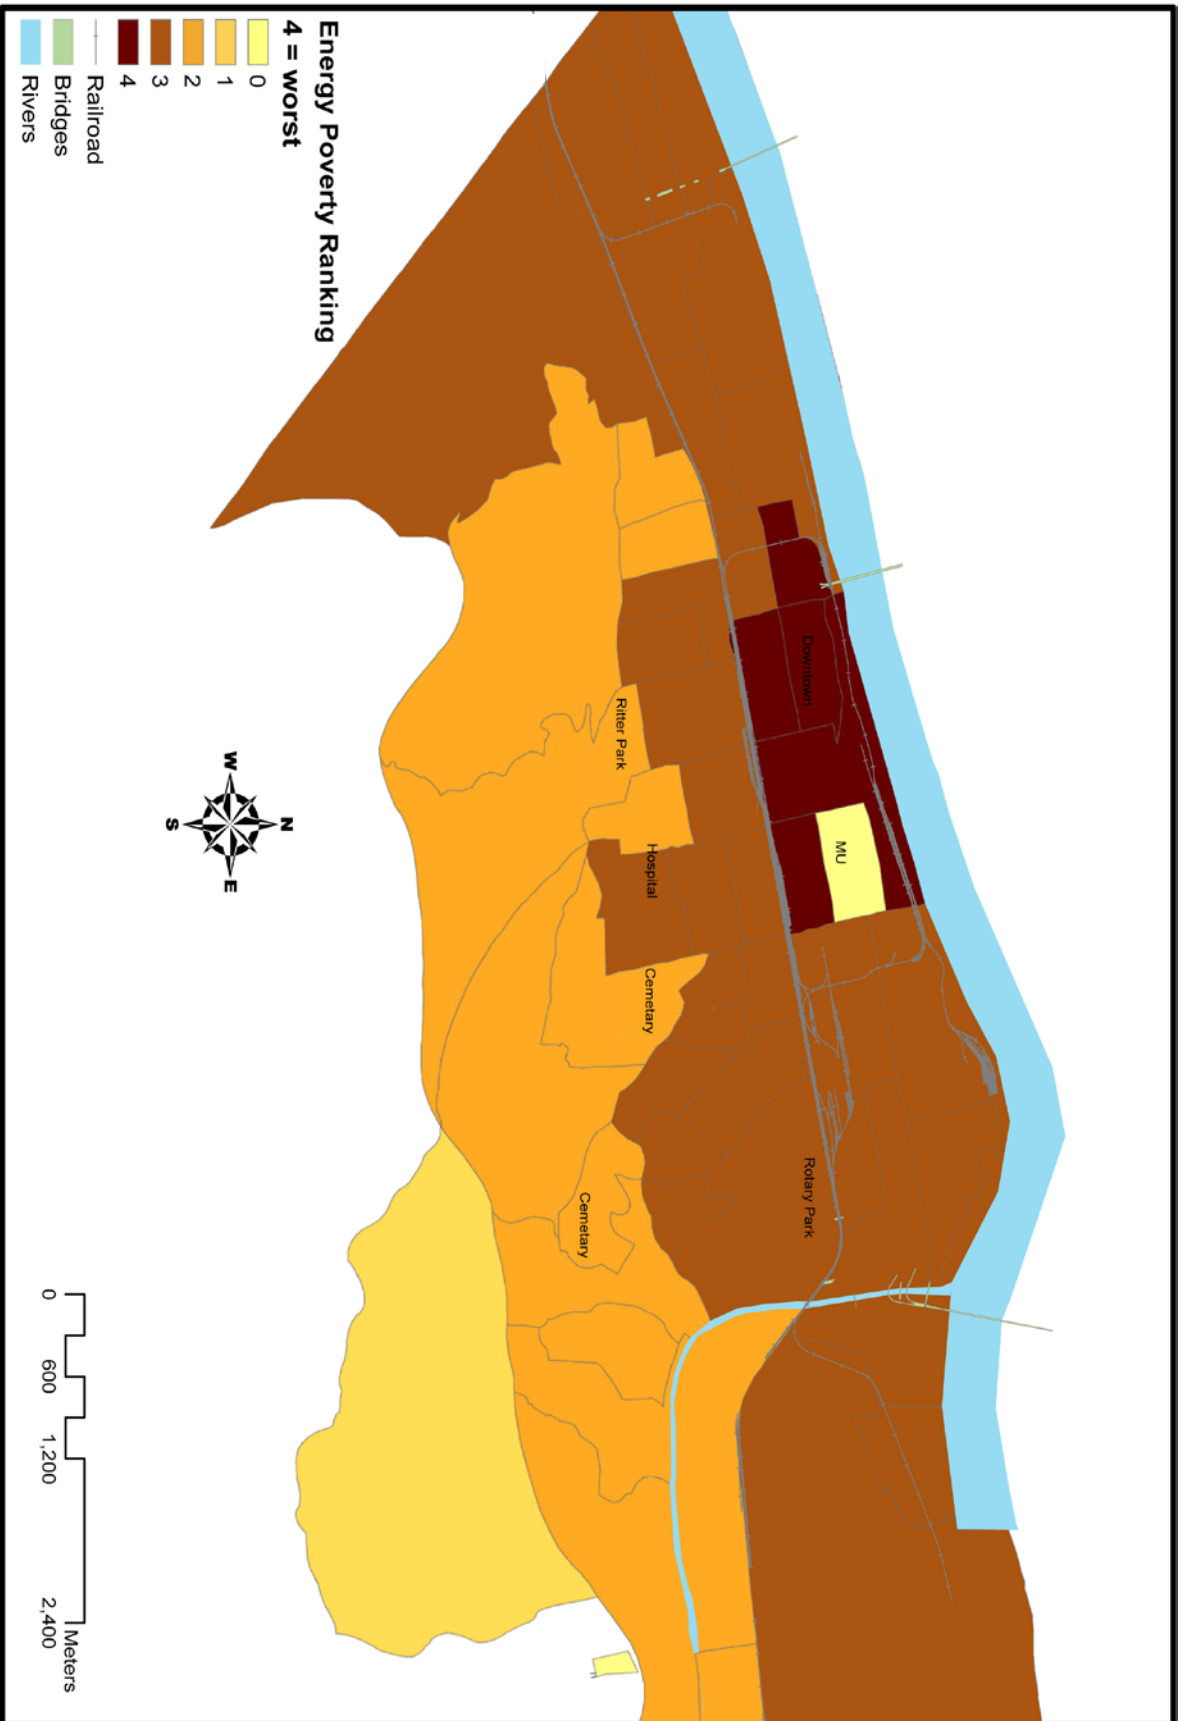 Downtown
MU
Rotary Park
Ritter Park
Hospital
Cemetary
Cemetary
Energy Poverty Ranking
4 = worst
0
1
2
3
4
Railroad
Bridges
Rivers
N
W
E
S
0 600 1,200 2,400
Meters